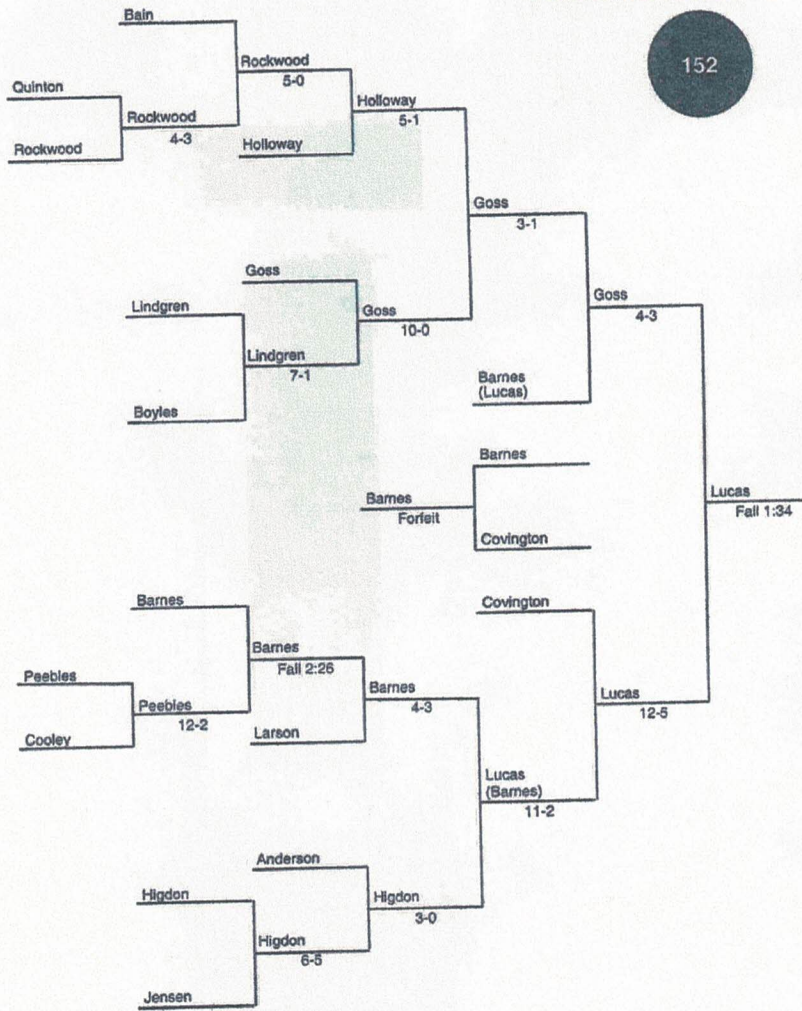 152
Bain
Rockwood
5-0
Quinton
Holloway
5-1
Rockwood
4-3
Rockwood
Holloway
Goss
3-1
Goss
Goss
4-3
Lindgren
Goss
10-0
Lindgren
7-1
Barnes
(Lucas)
Boyles
Barnes
Barnes
Forfeit
Lucas
Fall 1:34
Covington
Barnes
Covington
Barnes
Fall 2:26
Peebles
Barnes
4-3
Lucas
12-5
Peebles
12-2
Larson
Cooley
Lucas
(Barnes)
11-2
Anderson
Higdon
Higdon
3-0
Higdon
6-5
Jensen